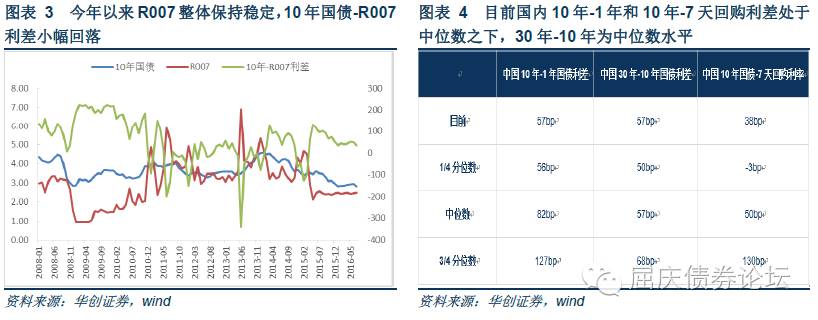 图表 3 今年以来 R007 整体保持稳定，10 年国债-R007
利差小幅回落
10年国债
R007
10年-R007利差
8.00
7.00
6.00
5.00
4.00
3.00
2.00
1.00
0.00
300
200
100
0
-100
-200
-300
-400
2008-01
2008-06
2008-11
2009-04
2009-09
2010-02
2010-07
2010-12
2011-05
2011-10
2012-03
2012-08
2013-01
2013-06
2013-11
2014-04
2014-09
2015-02
2015-07
2015-12
2016-05
资料来源：华创证券，wind
图表 4 目前国内 10 年-1 年和 10 年-7 天回购利差处于
中位数之下，30 年-10 年为中位数水平
中国 10 年-1 年国债利差 中国 30 年-10 年国债利差 中国 10 年国债-7 天回购利率
目前 57bp 57bp 38bp
1/4 分位数 56bp 50bp -3bp
中位数 82bp 57bp 50bp
3/4 分位数 127bp 68bp 130bp
资料来源：华创证券，wind
屈庆债券论坛